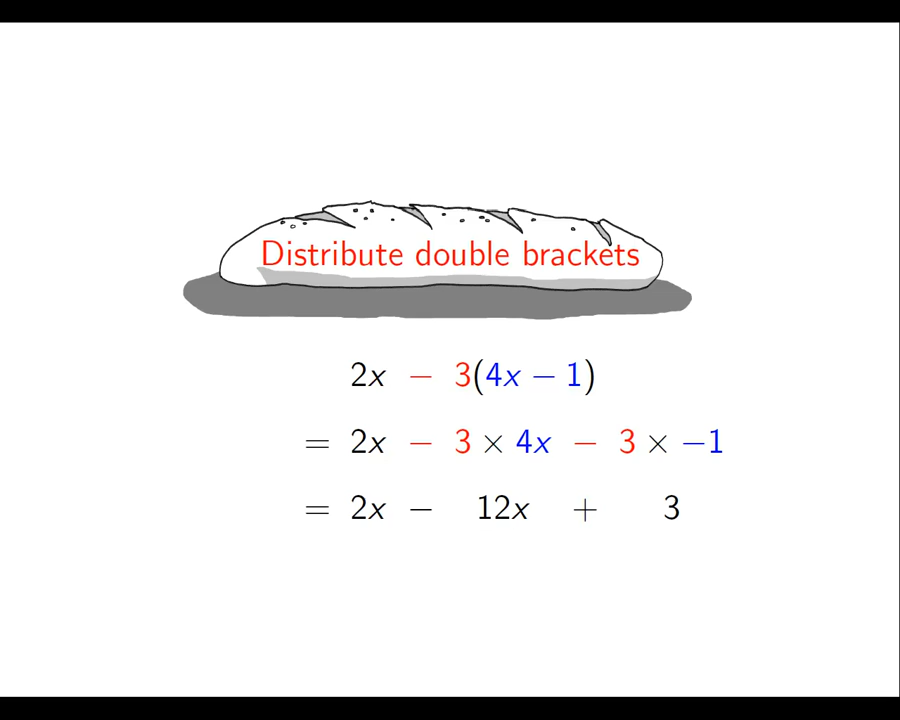 Distribute double brackets
2x − 3(4x − 1)
= 2x − 3 × 4x − 3 × −1
= 2x − 12x + 3